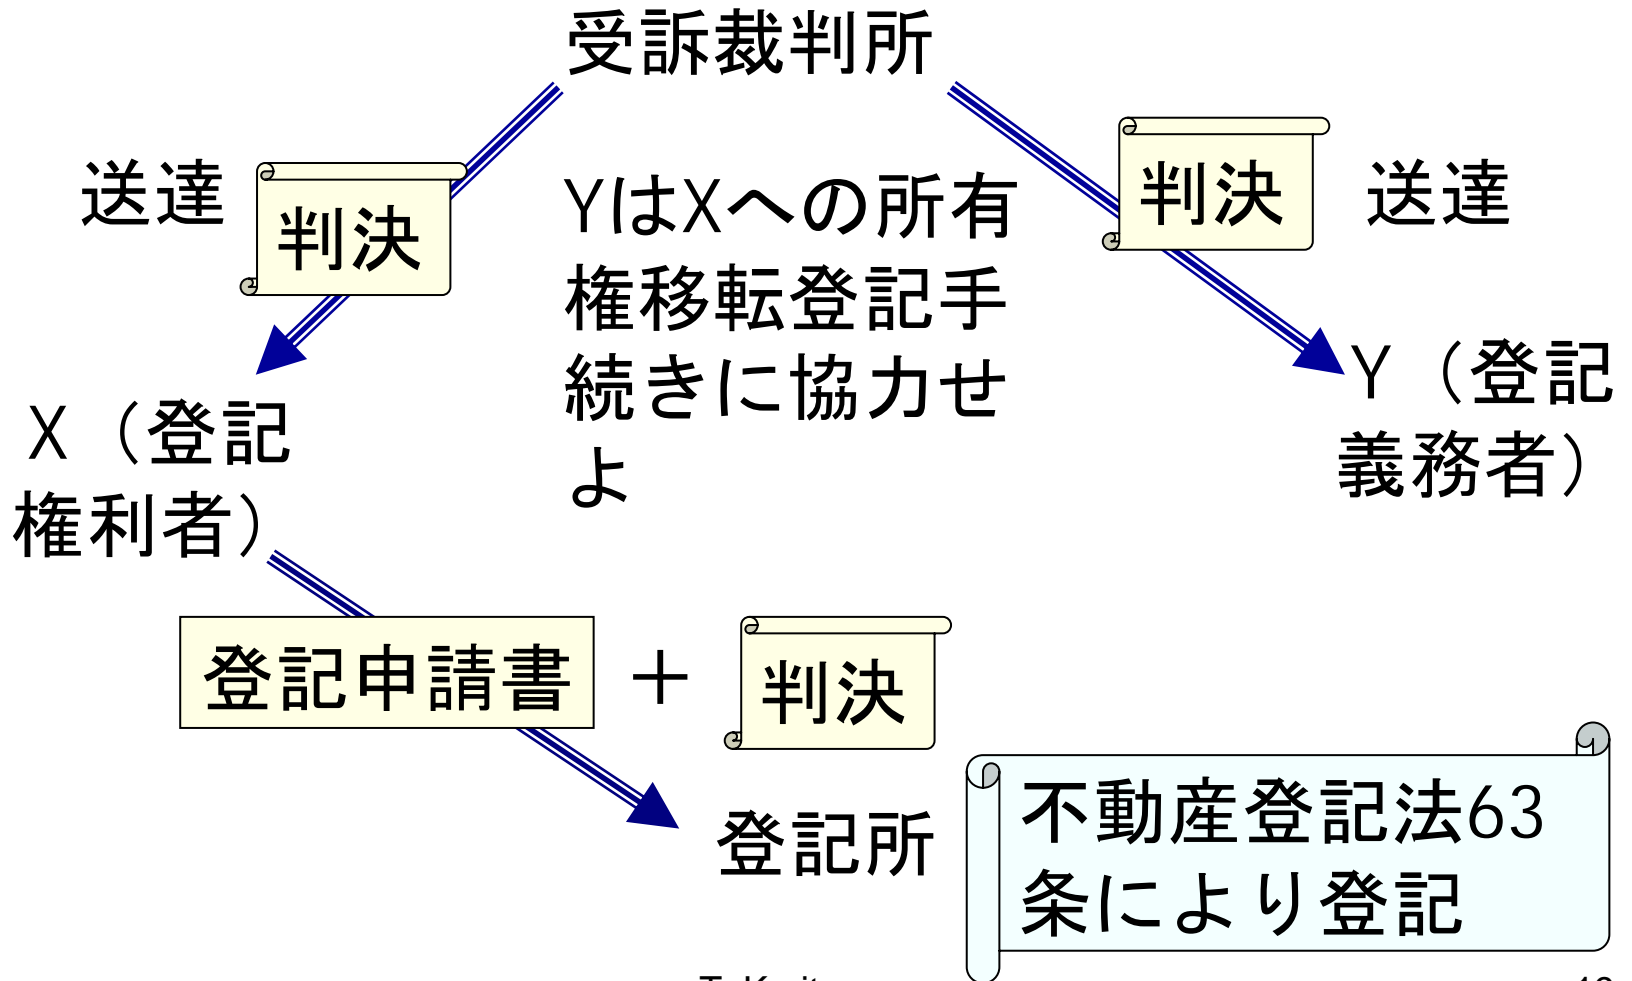 受訴裁判所
送達
判決
YはXへの所有
権移転登記手
続きに協力せ
よ
判決
送達
X（登記
権利者）
Y（登記
義務者）
登記申請書
＋
判決
登記所
不動産登記法63
条により登記